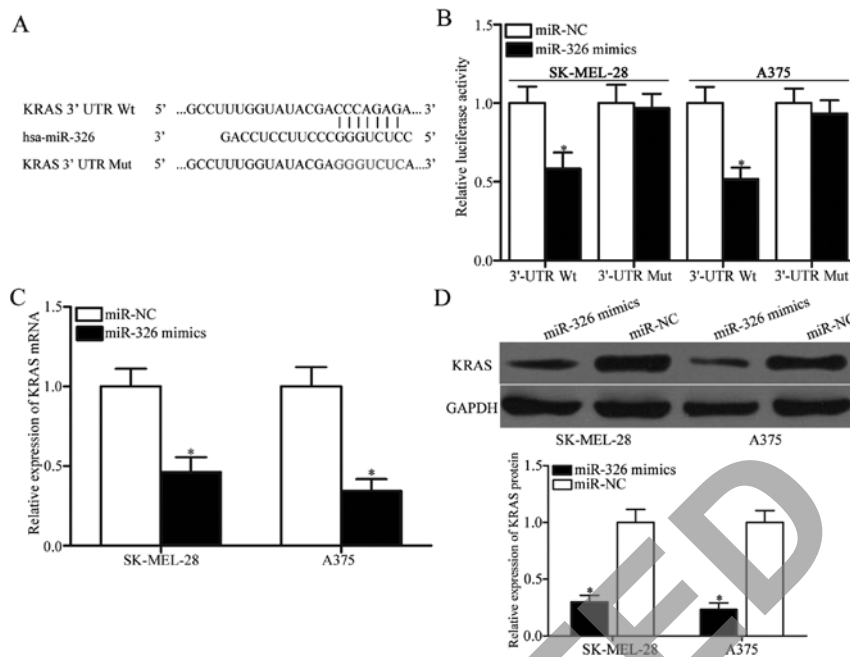 A
KRAS 3' UTR Wt 5' ...GCCUUUGGUAUACGACCCAGAGA...3'
hsa-miR-326 3' GACCUCCUUCCCGGGUCUCC 5'
KRAS 3' UTR Mut 5' ...GCCUUUGGUAUACGAGGGUCUCA...3'
B
miR-NC
miR-326 mimics
SK-MEL-28 A375
Relative luciferase activity
1.5
1.0
0.5
0.0
* *
3'-UTR Wt 3'-UTR Mut 3'-UTR Wt 3'-UTR Mut
C
miR-NC
miR-326 mimics
Relative expression of KRAS mRNA
1.5
1.0
0.5
0.0
* *
SK-MEL-28 A375
D
miR-326 mimics miR-NC miR-326 mimics miR-NC
KRAS
GAPDH
SK-MEL-28 A375
miR-326 mimics
miR-NC
Relative expression of KRAS protein
1.5
1.0
0.5
0.0
* *
SK-MEL-28 A375